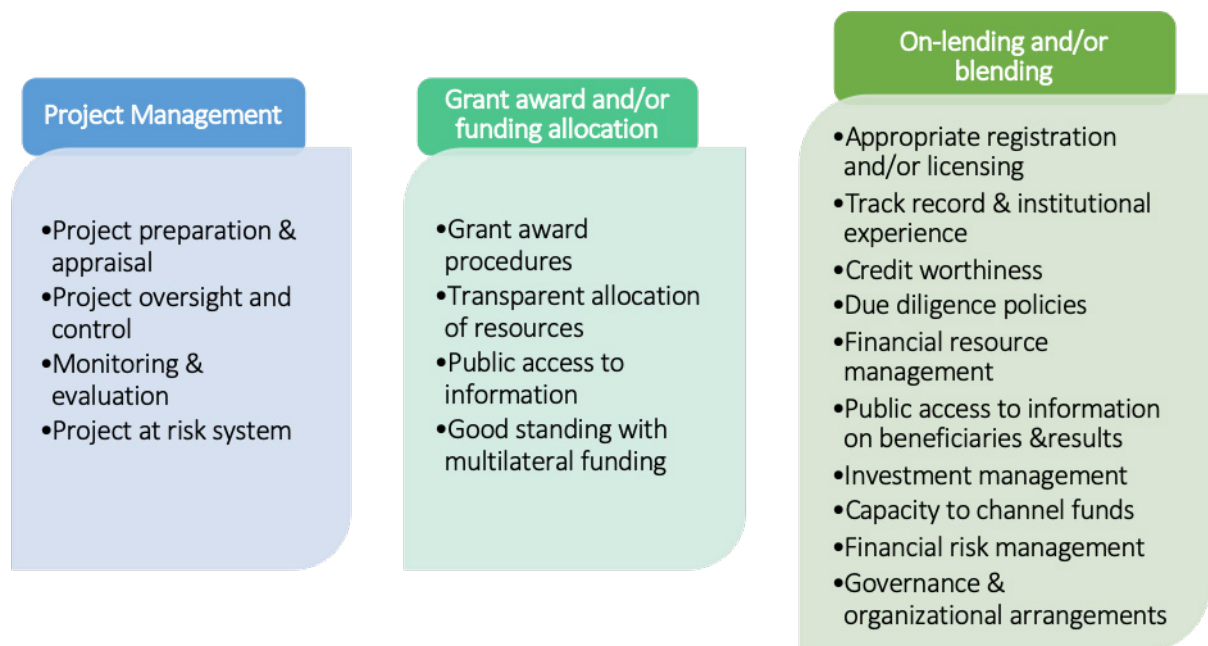 Project Management
•Project preparation &
appraisal
•Project oversight and
control
•Monitoring &
evaluation
•Project at risk system
Grant award and/or
funding allocation
•Grant award
procedures
•Transparent allocation
of resources
•Public access to
information
•Good standing with
multilateral funding
On-lending and/or
blending
•Appropriate registration
and/or licensing
•Track record & institutional
experience
•Credit worthiness
•Due diligence policies
•Financial resource
management
•Public access to information
on beneficiaries &results
•Investment management
•Capacity to channel funds
•Financial risk management
•Governance &
organizational arrangements